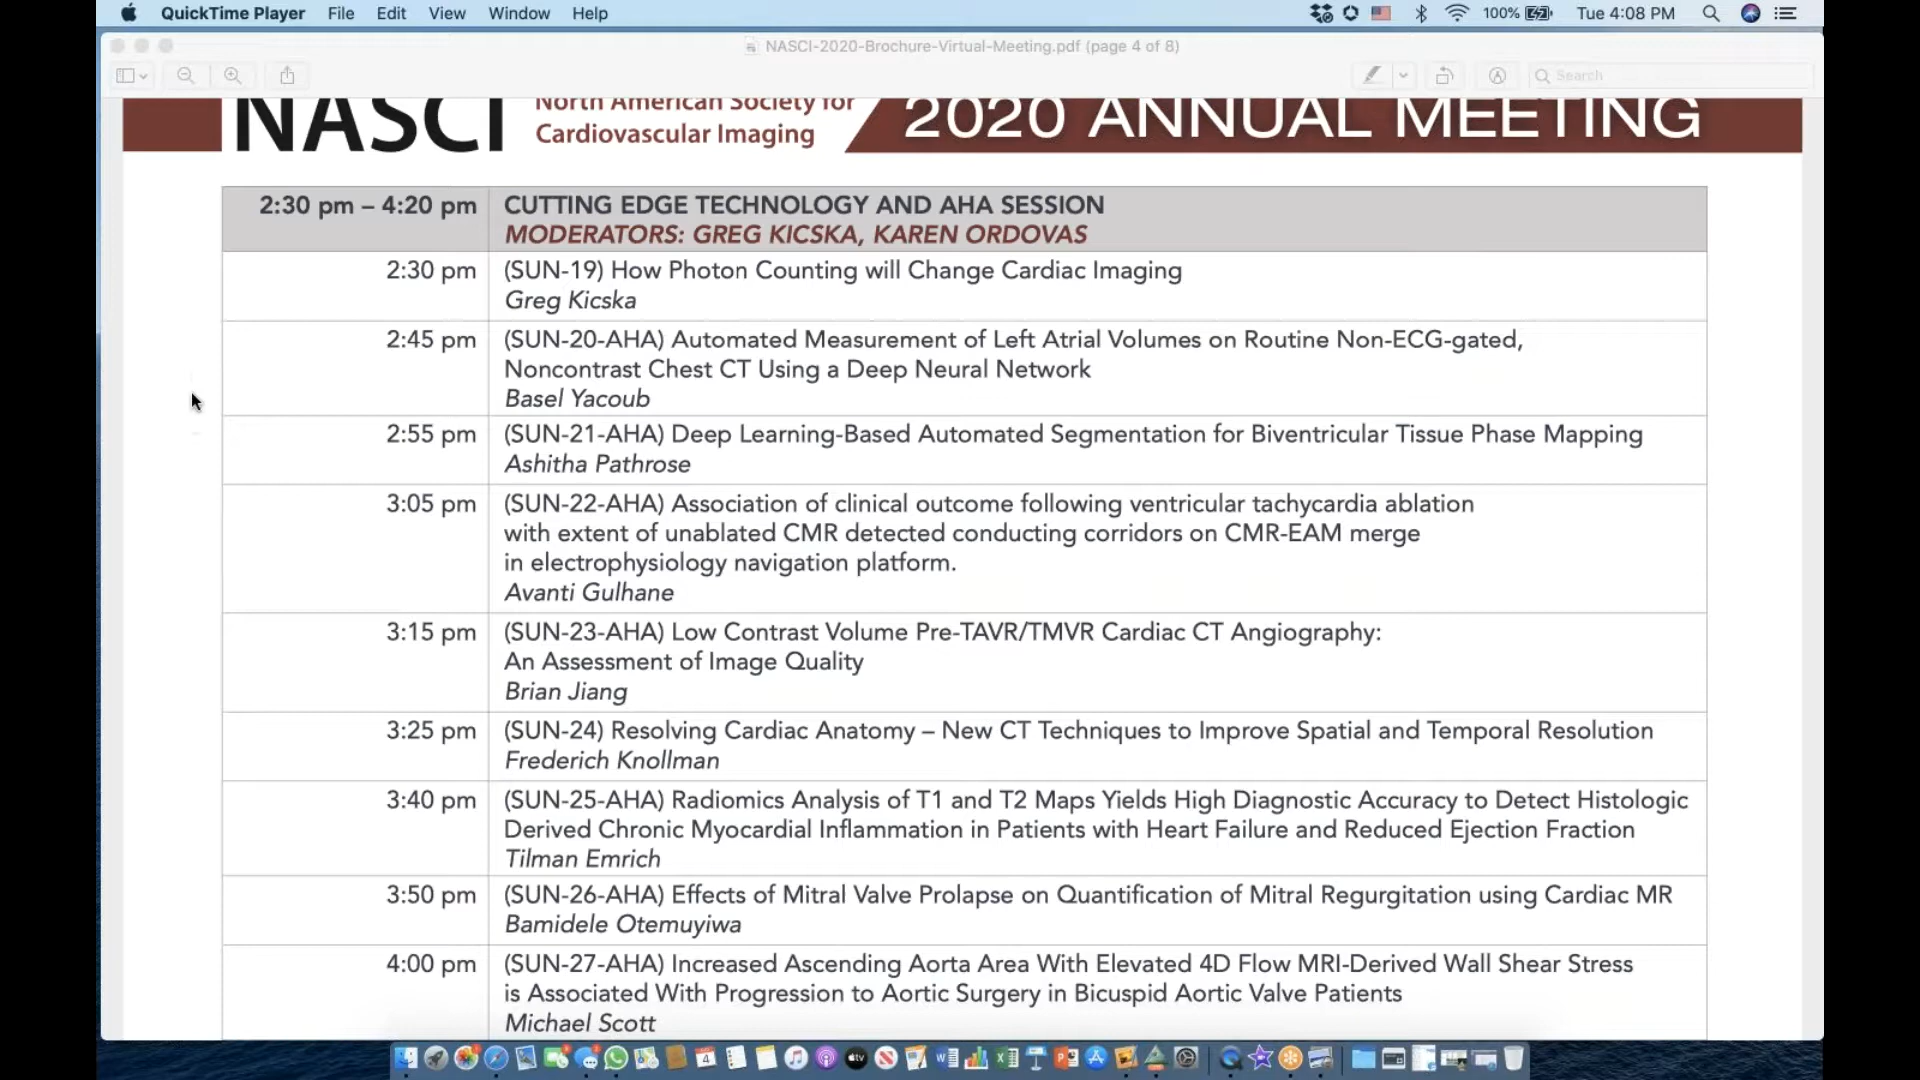 QuickTime Player File Edit View Window Help 100% Tue 4:08 PM
NASCI-2020-Brochure-Virtual-Meeting.pdf (page 4 of 8)
Search
NASCI North American Society for 2020 ANNUAL MEETING
Cardiovascular Imaging
2:30 pm – 4:20 pm CUTTING EDGE TECHNOLOGY AND AHA SESSION
MODERATORS: GREG KICSKA, KAREN ORDOVAS
2:30 pm (SUN-19) How Photon Counting will Change Cardiac Imaging
Greg Kicska
2:45 pm (SUN-20-AHA) Automated Measurement of Left Atrial Volumes on Routine Non-ECG-gated,
Noncontrast Chest CT Using a Deep Neural Network
Basel Yacoub
2:55 pm (SUN-21-AHA) Deep Learning-Based Automated Segmentation for Biventricular Tissue Phase Mapping
Ashitha Pathrose
3:05 pm (SUN-22-AHA) Association of clinical outcome following ventricular tachycardia ablation
with extent of unablated CMR detected conducting corridors on CMR-EAM merge
in electrophysiology navigation platform.
Avanti Gulhane
3:15 pm (SUN-23-AHA) Low Contrast Volume Pre-TAVR/TMVR Cardiac CT Angiography:
An Assessment of Image Quality
Brian Jiang
3:25 pm (SUN-24) Resolving Cardiac Anatomy – New CT Techniques to Improve Spatial and Temporal Resolution
Frederich Knollman
3:40 pm (SUN-25-AHA) Radiomics Analysis of T1 and T2 Maps Yields High Diagnostic Accuracy to Detect Histologic
Derived Chronic Myocardial Inflammation in Patients with Heart Failure and Reduced Ejection Fraction
Tilman Emrich
3:50 pm (SUN-26-AHA) Effects of Mitral Valve Prolapse on Quantification of Mitral Regurgitation using Cardiac MR
Bamidele Otemuyiwa
4:00 pm (SUN-27-AHA) Increased Ascending Aorta Area With Elevated 4D Flow MRI-Derived Wall Shear Stress
is Associated With Progression to Aortic Surgery in Bicuspid Aortic Valve Patients
Michael Scott
4 tv